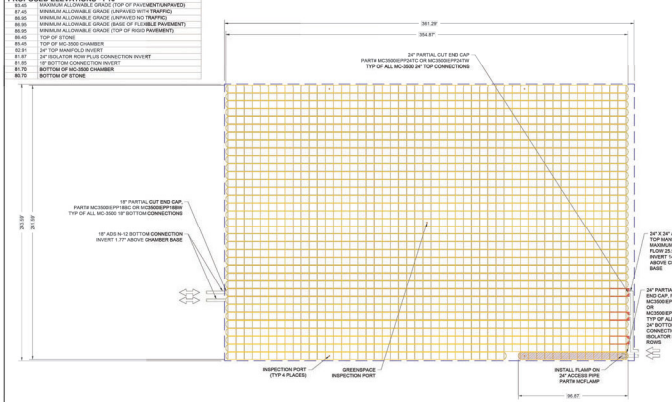 93.45 MAXIMUM ALLOWABLE GRADE (TOP OF PAVEMENT/UNPAVED)
87.45 MINIMUM ALLOWABLE GRADE (UNPAVED WITH TRAFFIC)
86.95 MINIMUM ALLOWABLE GRADE (UNPAVED NO TRAFFIC)
86.95 MINIMUM ALLOWABLE GRADE (BASE OF FLEXIBLE PAVEMENT)
86.95 MINIMUM ALLOWABLE GRADE (TOP OF RIGID PAVEMENT)
86.45 TOP OF STONE
85.45 TOP OF MC-3500 CHAMBER
82.91 24" TOP MANIFOLD INVERT
81.87 24" ISOLATOR ROW PLUS CONNECTION INVERT
81.85 18" BOTTOM CONNECTION INVERT
81.70 BOTTOM OF MC-3500 CHAMBER
80.70 BOTTOM OF STONE
361.28'
354.87'
24" PARTIAL CUT END CAP
PART# MC3500IEPP24TC OR MC3500IEPP24TW
TYP OF ALL MC-3500 24" TOP CONNECTIONS
18" PARTIAL CUT END CAP,
PART# MC3500IEPP18BC OR MC3500IEPP18BW
TYP OF ALL MC-3500 18" BOTTOM CONNECTIONS
18" ADS N-12 BOTTOM CONNECTION
INVERT 1.77" ABOVE CHAMBER BASE
24" X 24"
TOP MAN
MAXIMUM
FLOW 25.
INVERT 14
ABOVE C
BASE
24" PARTIA
END CAP, P
MC3500IEP
OR
MC3500IEP
TYP OF ALL
24" BOTTOM
CONNECTIO
ISOLATOR
ROWS
INSPECTION PORT
(TYP 4 PLACES)
GREENSPACE
INSPECTION PORT
INSTALL FLAMP ON
24" ACCESS PIPE
PART# MCFLAMP